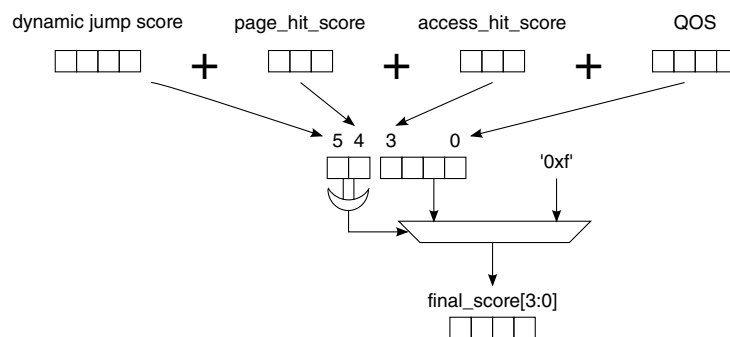 dynamic jump score page_hit_score access_hit_score QOS
+ + +
5 4 3 0
'0xf'
final_score[3:0]